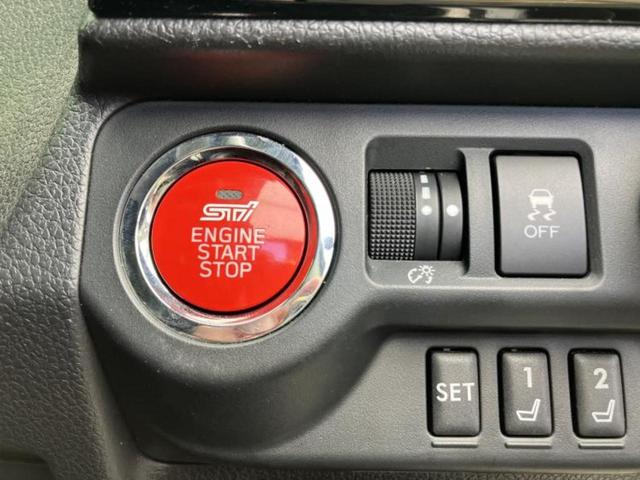 STI
ENGINE
START
STOP
OFF
SET
1
2